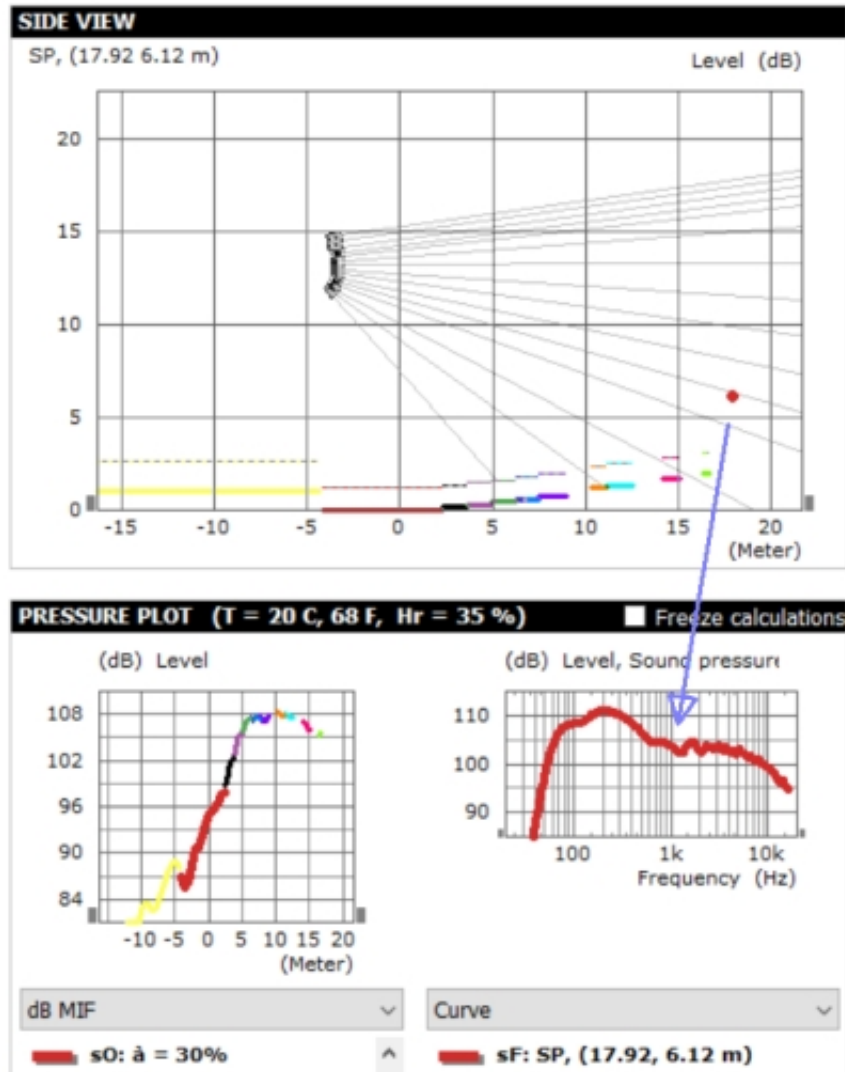 SIDE VIEW
SP, (17.92 6.12 m)
Level (dB)
20
15
10
5
0
-15 -10 -5 0 5 10 15 20
(Meter)
PRESSURE PLOT (T = 20 C, 68 F, Hr = 35 %)
Freeze calculations
(dB) Level
108
102
96
90
84
-10 -5 0 5 10 15 20
(Meter)
(dB) Level, Sound pressure
110
100
90
100 1k 10k
Frequency (Hz)
dB MIF
Curve
sO: à = 30%
sF: SP, (17.92, 6.12 m)